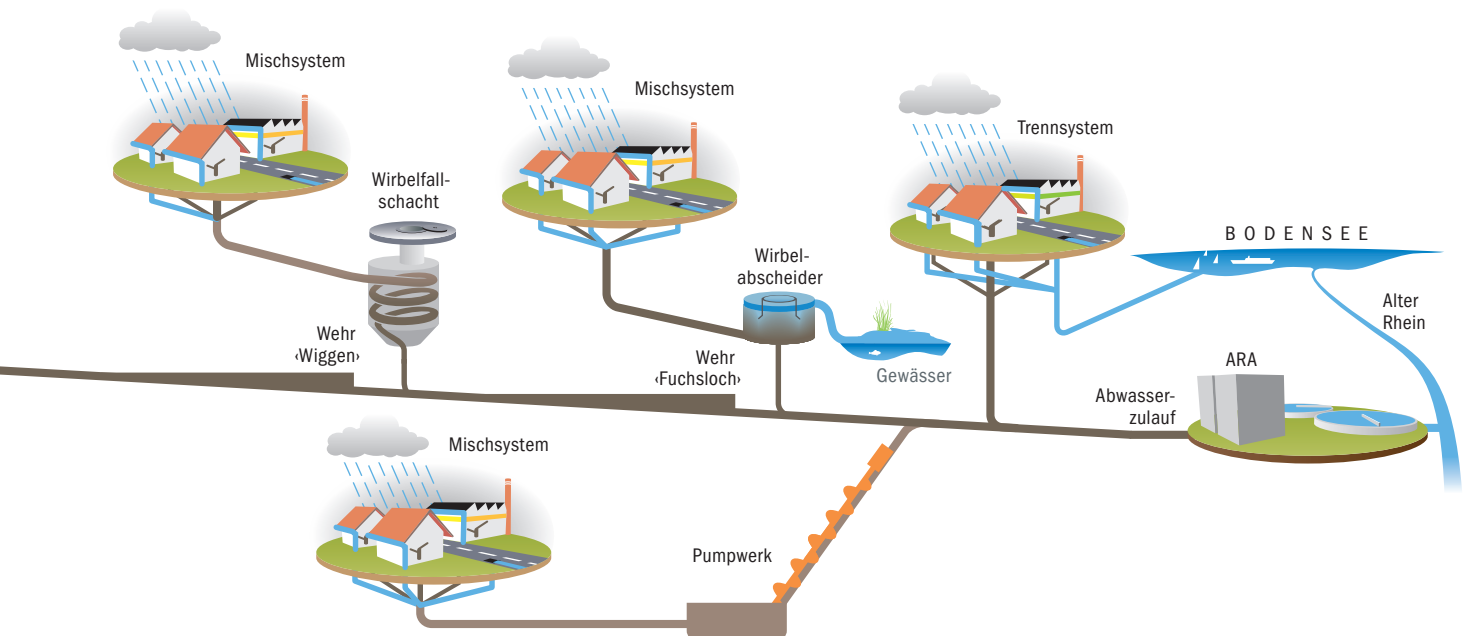 Mischsystem
Mischsystem
Trennsystem
Wirbelfall-
schacht
BODENSEE
Wirbel-
abscheider
Alter
Rhein
Wehr
‹Wiggen›
Wehr
‹Fuchsloch›
Gewässer
ARA
Abwasser-
zulauf
Mischsystem
Pumpwerk